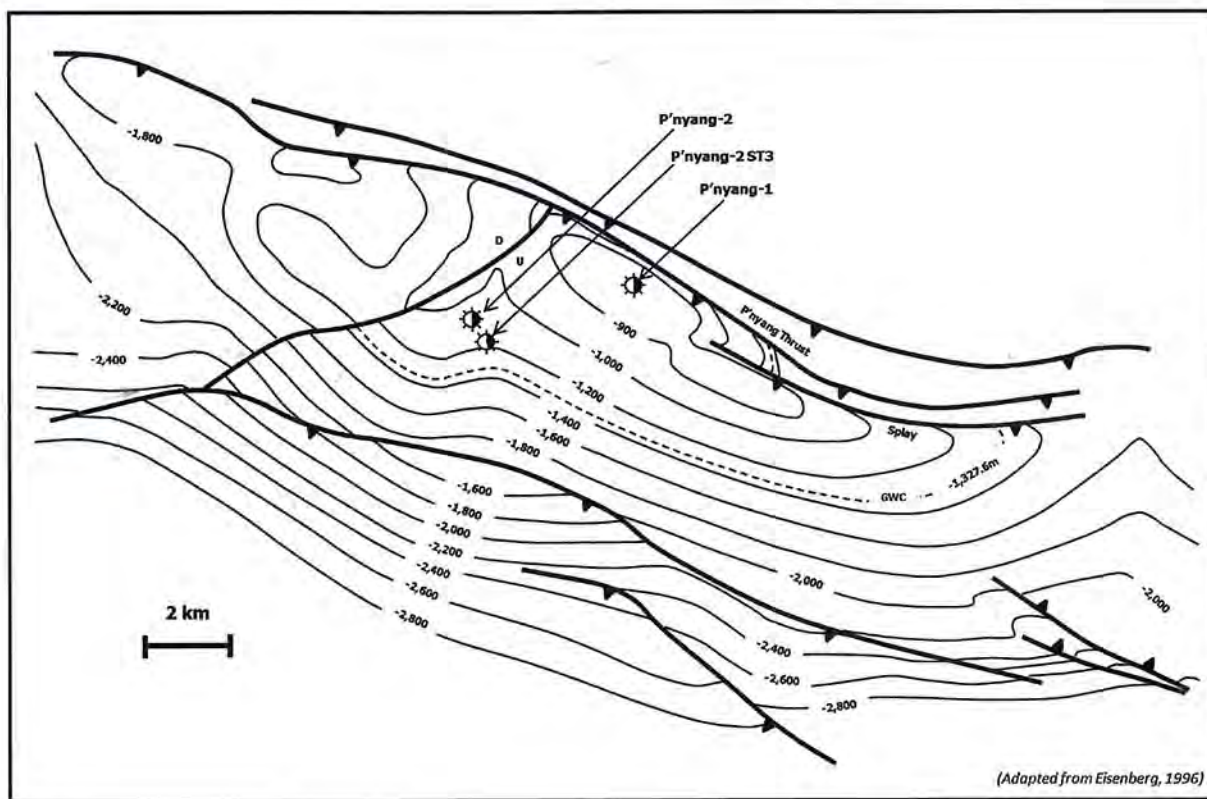 P'nyang-2
P'nyang-2 ST3
P'nyang-1
-1,800
D
U
P'nyang Thrust
-2,200
-900
-1,000
-2,400
-1,200
-1,400
-1,600
Splay
-1,800
-1,327.6m
GWC
-1,600
-1,800
-2,000
-2,200
-2,400
-2,000
-2,000
-2,600
2 km
-2,800
-2,400
-2,600
-2,800
(Adapted from Eisenberg, 1996)